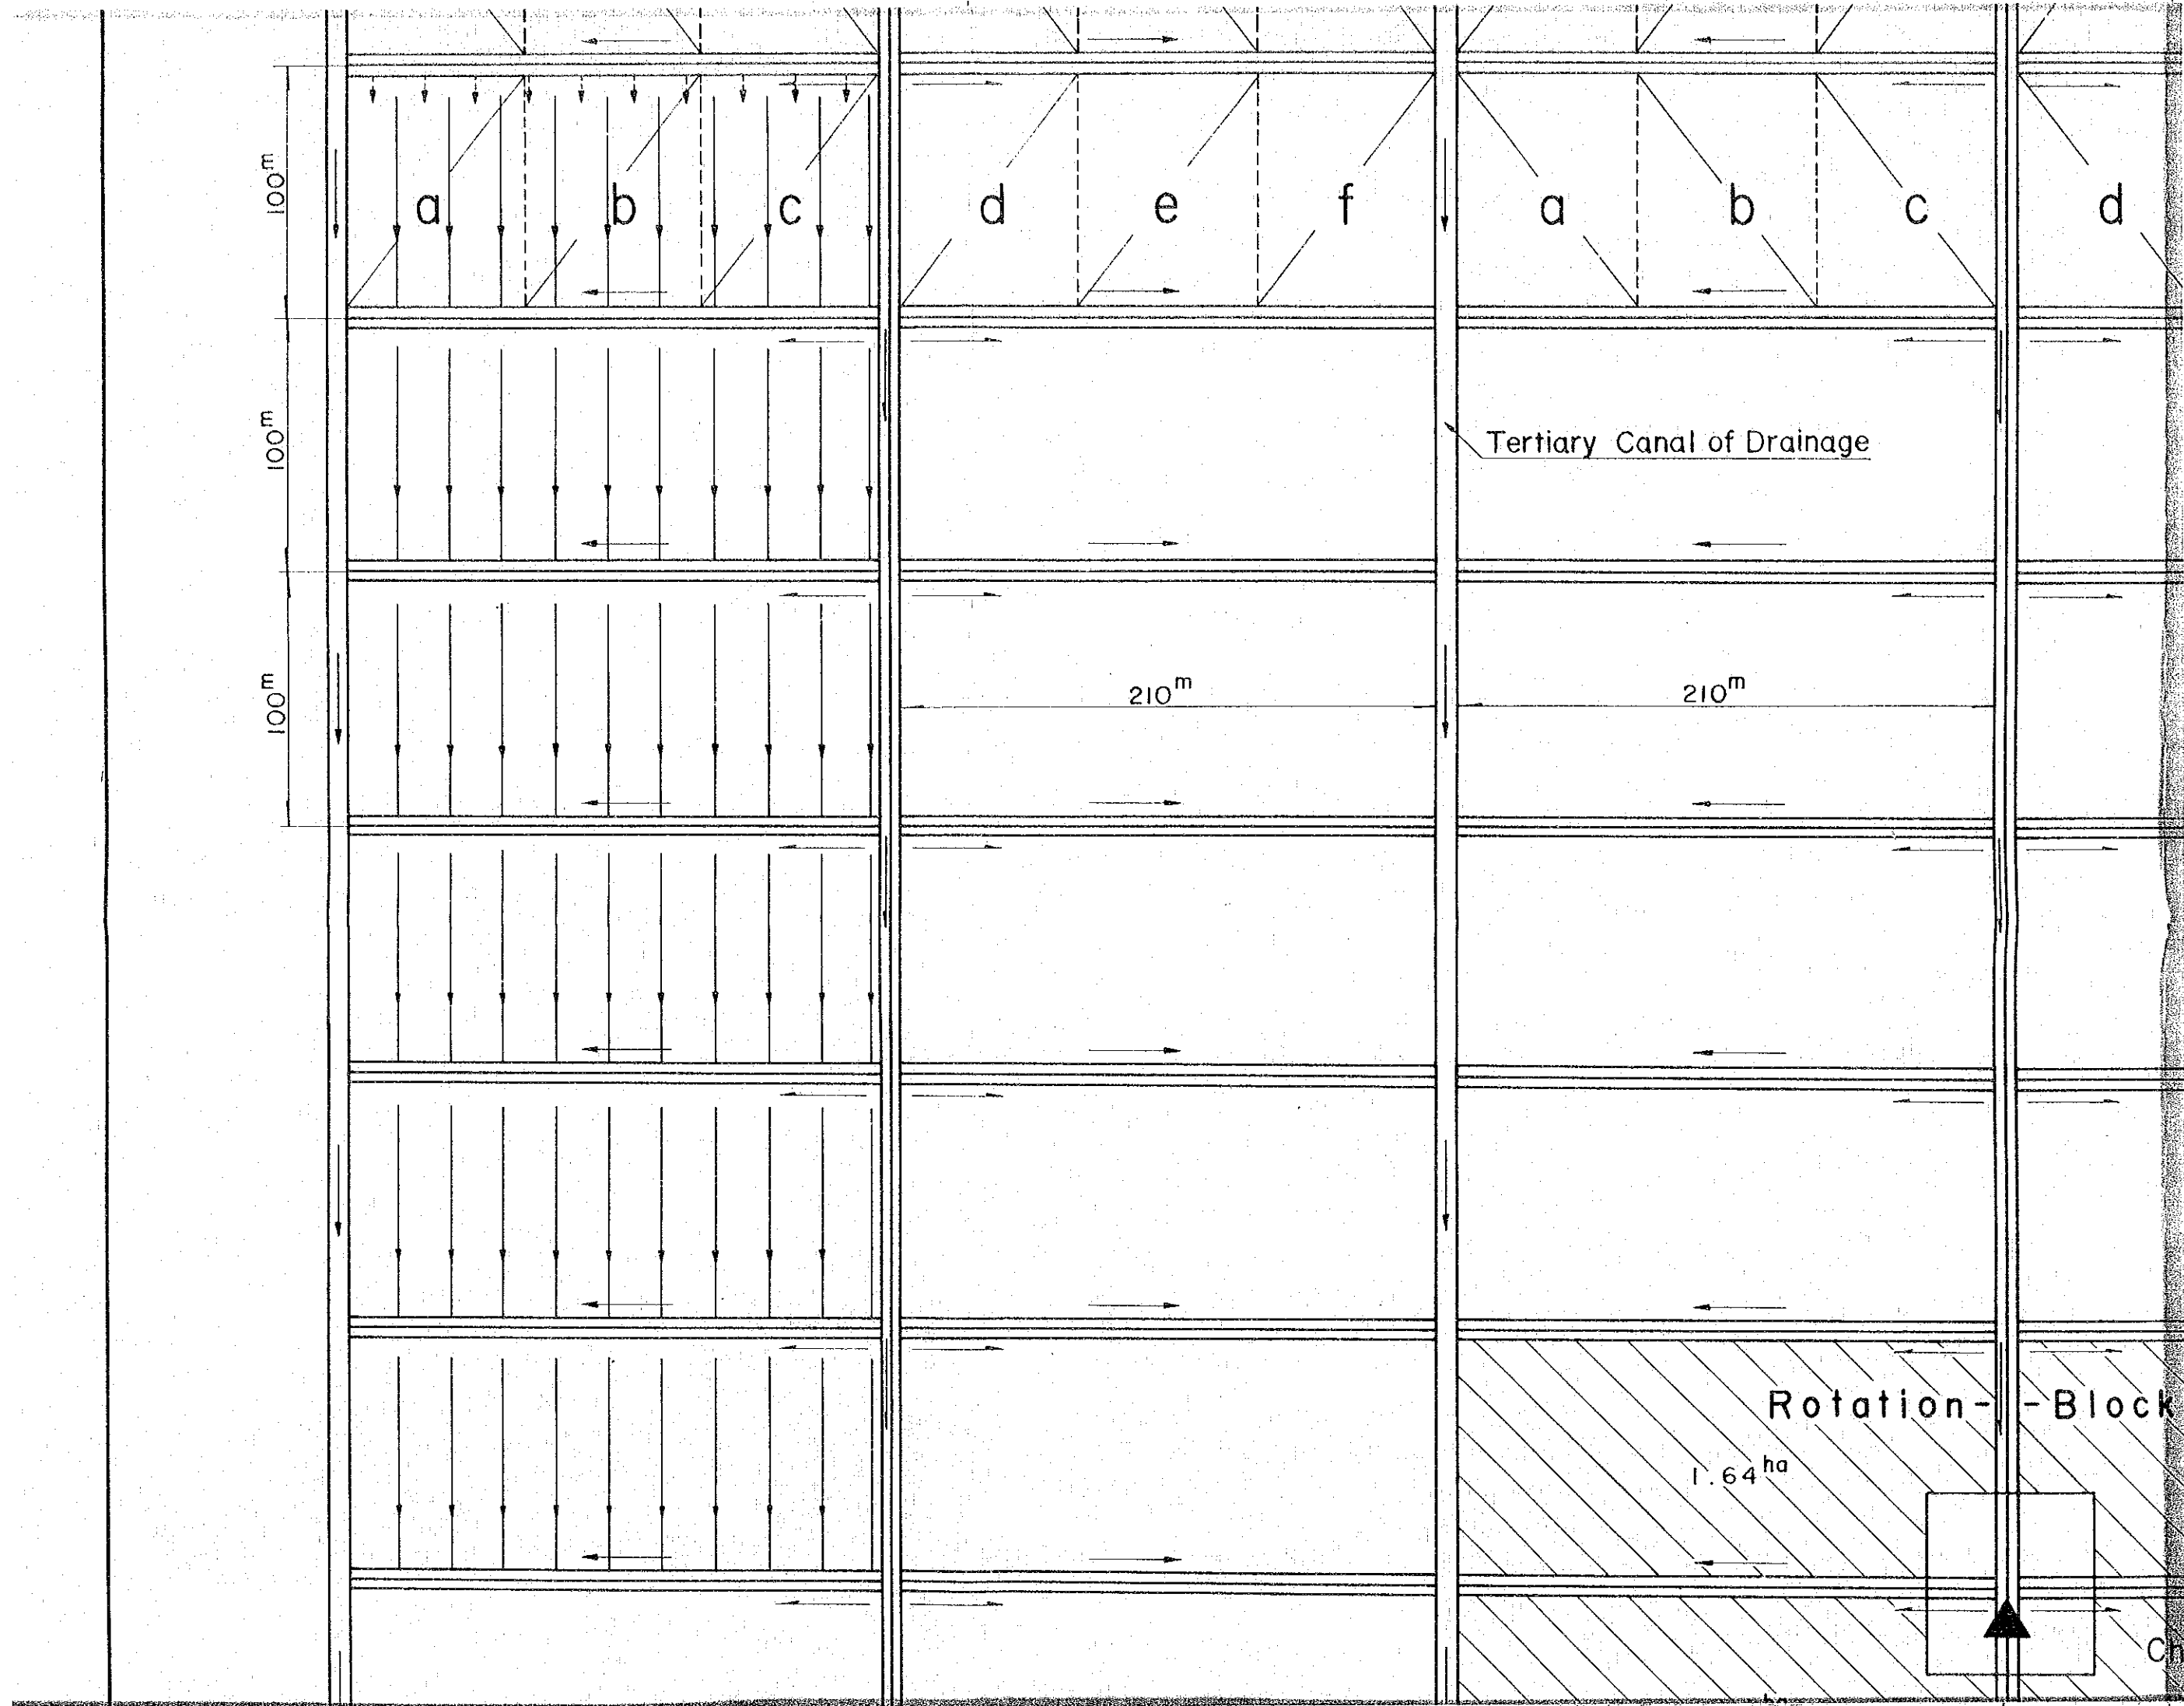 a b c d e f a b c d
100m
100m
Tertiary Canal of Drainage
100m
210m 210m
Rotation- -Block
1.64ha